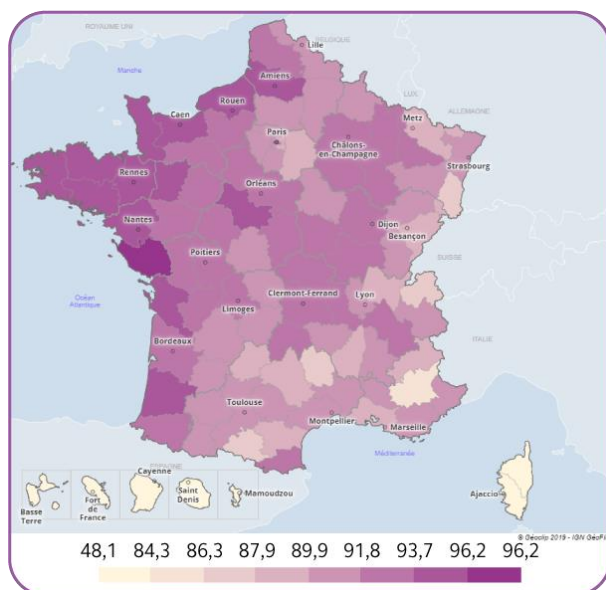 ROYAUME UNI
BELGIQUE
Lille
Manche
Amiens
LUX
ALLEMAGNE
Rouen
Caen
Metz
Paris
Châlons-
en-Champagne
Strasbourg
Rennes
Orléans
Nantes
Dijon
Besançon
Poitiers
SUISSE
Océan
Atlantique
Clermont-Ferrand
Lyon
Limoges
ITALIE
Bordeaux
Toulouse
Montpellier
Marseille
Méditerranée
ESPAGNE
Cayenne
Saint
Denis
Mamoudzou
Ajaccio
Basse
Terre
Fort
de
France
© Géoclip 2019 - IGN GéoFla
48,1 84,3 86,3 87,9 89,9 91,8 93,7 96,2 96,2